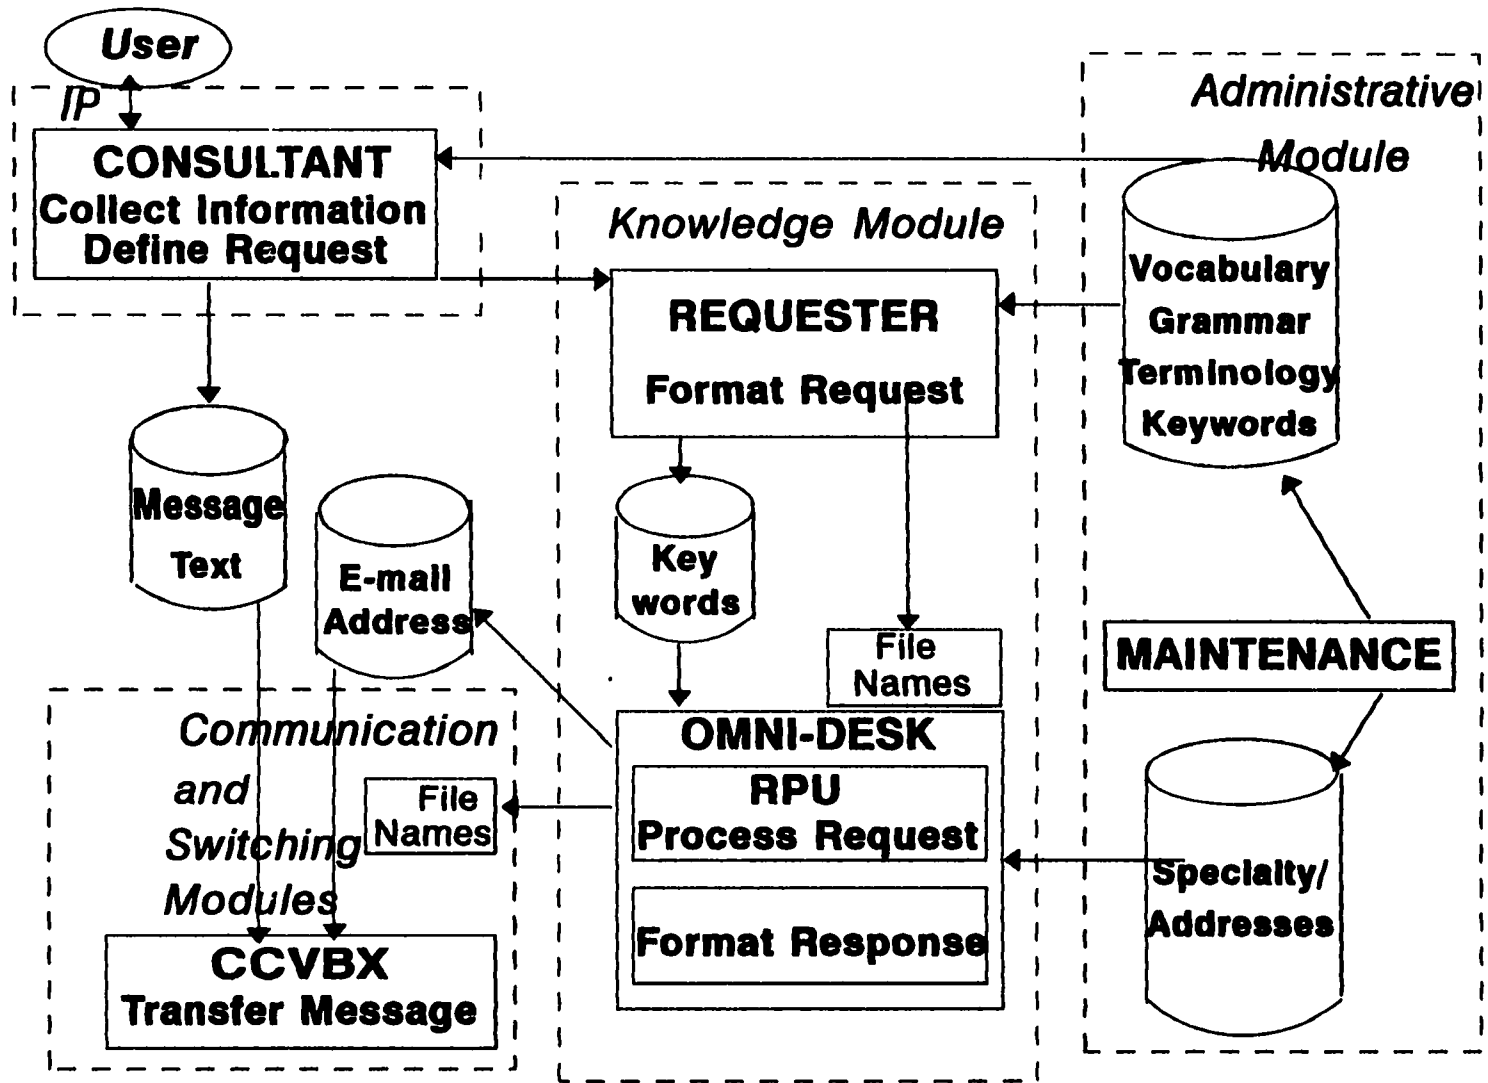 User
IP
CONSULTANT
Collect Information
Define Request
Administrative
Module
Knowledge Module
REQUESTER
Format Request
Vocabulary
Grammar
Terminology
Keywords
Message
Text
E-mail
Address
Key
words
File
Names
MAINTENANCE
Communication
and
Switching
Modules
File
Names
OMNI-DESK
RPU
Process Request
Format Response
Specialty/
Addresses
CCVBX
Transfer Message